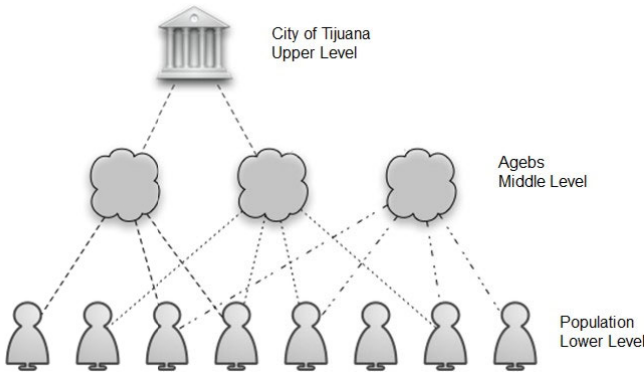 City of Tijuana
Upper Level
Agebs
Middle Level
Population
Lower Level